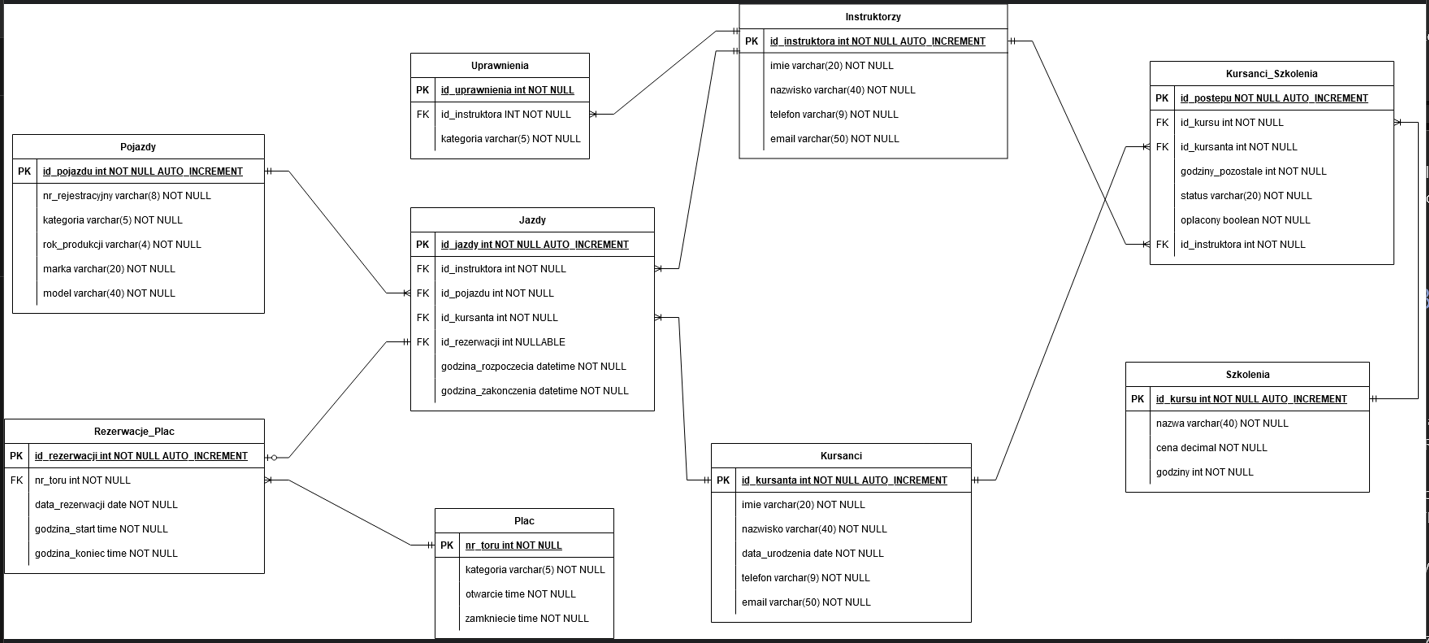 Instruktorzy
PK id_instruktora int NOT NULL AUTO_INCREMENT
imie varchar(20) NOT NULL
nazwisko varchar(40) NOT NULL
telefon varchar(9) NOT NULL
email varchar(50) NOT NULL
Uprawnienia
PK id_uprawnienia int NOT NULL
FK id_instruktora INT NOT NULL
kategoria varchar(5) NOT NULL
Kursanci_Szkolenia
PK id_postepu NOT NULL AUTO_INCREMENT
FK id_kursu int NOT NULL
FK id_kursanta int NOT NULL
godziny_pozostale int NOT NULL
status varchar(20) NOT NULL
oplacony boolean NOT NULL
FK id_instruktora int NOT NULL
Pojazdy
PK id_pojazdu int NOT NULL AUTO_INCREMENT
nr_rejestracyjny varchar(8) NOT NULL
kategoria varchar(5) NOT NULL
rok_produkcji varchar(4) NOT NULL
marka varchar(20) NOT NULL
model varchar(40) NOT NULL
Jazdy
PK id_jazdy int NOT NULL AUTO_INCREMENT
FK id_instruktora int NOT NULL
FK id_pojazdu int NOT NULL
FK id_kursanta int NOT NULL
FK id_rezerwacji int NULLABLE
godzina_rozpoczecia datetime NOT NULL
godzina_zakonczenia datetime NOT NULL
Szkolenia
PK id_kursu int NOT NULL AUTO_INCREMENT
nazwa varchar(40) NOT NULL
cena decimal NOT NULL
godziny int NOT NULL
Rezerwacje_Plac
PK id_rezerwacji int NOT NULL AUTO_INCREMENT
FK nr_toru int NOT NULL
data_rezerwacji date NOT NULL
godzina_start time NOT NULL
godzina_koniec time NOT NULL
Kursanci
PK id_kursanta int NOT NULL AUTO_INCREMENT
imie varchar(20) NOT NULL
nazwisko varchar(40) NOT NULL
data_urodzenia date NOT NULL
telefon varchar(9) NOT NULL
email varchar(50) NOT NULL
Plac
PK nr_toru int NOT NULL
kategoria varchar(5) NOT NULL
otwarcie time NOT NULL
zamkniecie time NOT NULL